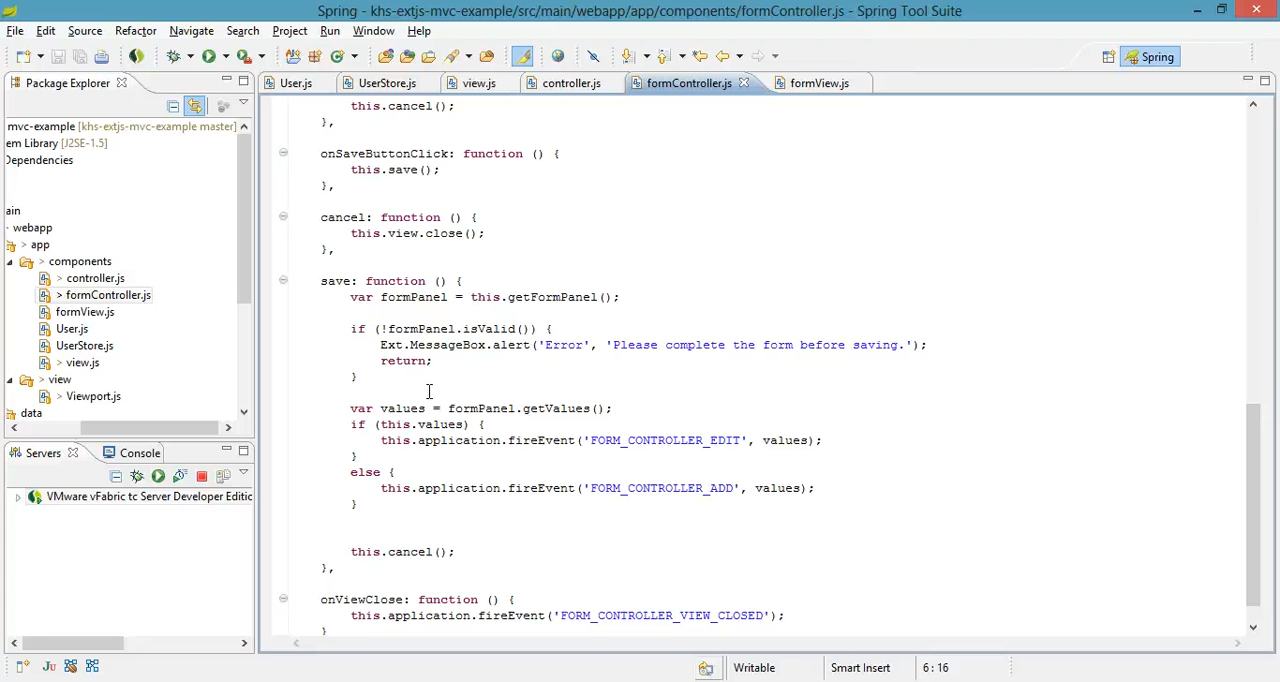 Spring - khs-extjs-mvc-example/src/main/webapp/app/components/formController.js - Spring Tool Suite
File Edit Source Refactor Navigate Search Project Run Window Help
Spring
Package Explorer
mvc-example [khs-extjs-mvc-example master]
em Library [J2SE-1.5]
Dependencies
ain
webapp
> app
> components
> controller.js
> formController.js
formView.js
User.js
UserStore.js
> view.js
> view
Viewport.js
data
Servers Console
VMware vFabric tc Server Developer Editic
User.js UserStore.js view.js controller.js formController.js formView.js
this.cancel();
},
onSaveButtonClick: function () {
this.save();
},
cancel: function () {
this.view.close();
},
save: function () {
var formPanel = this.getFormPanel();
if (!formPanel.isValid()) {
Ext.MessageBox.alert('Error', 'Please complete the form before saving.');
return;
}
var values = formPanel.getValues();
if (this.values) {
this.application.fireEvent('FORM_CONTROLLER_EDIT', values);
}
else {
this.application.fireEvent('FORM_CONTROLLER_ADD', values);
}
this.cancel();
},
onViewClose: function () {
this.application.fireEvent('FORM_CONTROLLER_VIEW_CLOSED');
}
Writable Smart Insert 6 : 16